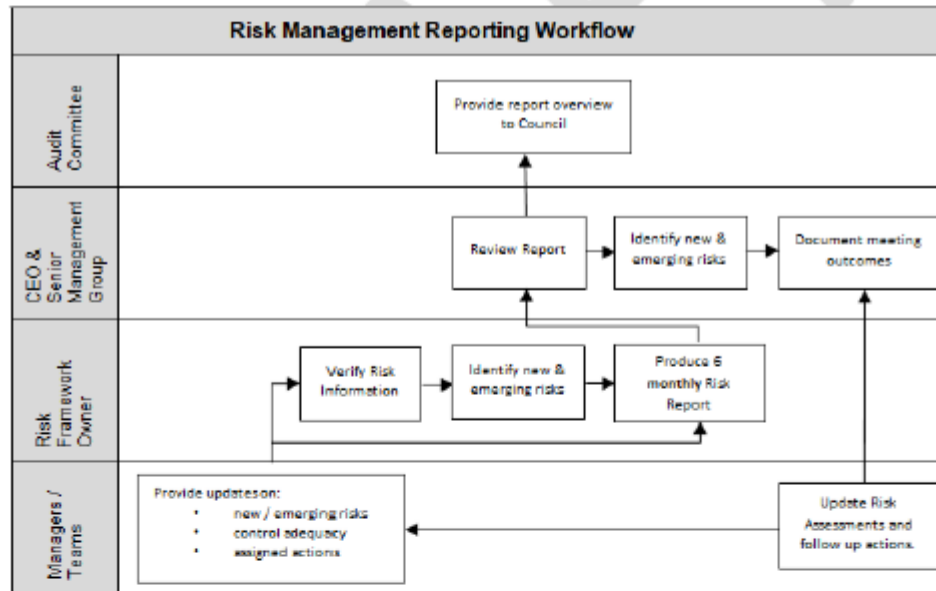 Risk Management Reporting Workflow
Audit
Committee
Provide report overview
to Council
CEO &
Senior
Management
Group
Review Report
Identify new &
emerging risks
Document meeting
outcomes
Risk
Framework
Owner
Verify Risk
Information
Identify new &
emerging risks
Produce 6
monthly Risk
Report
Managers /
Teams
Provide updates on:
• new / emerging risks
• control adequacy
• assigned actions
Update Risk
Assessments and
follow up actions.